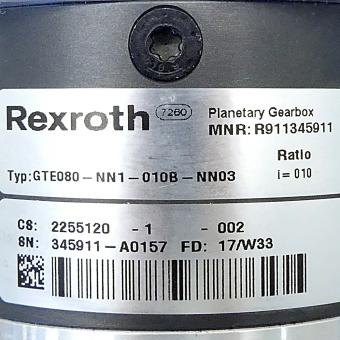 Rexroth 7260 Planetary Gearbox
MNR: R911345911
Ratio
Typ:GTE080-NN1-010B-NN03 i= 010
CS: 2255120 -1 -002
SN: 345911-A0157 FD: 17/W33